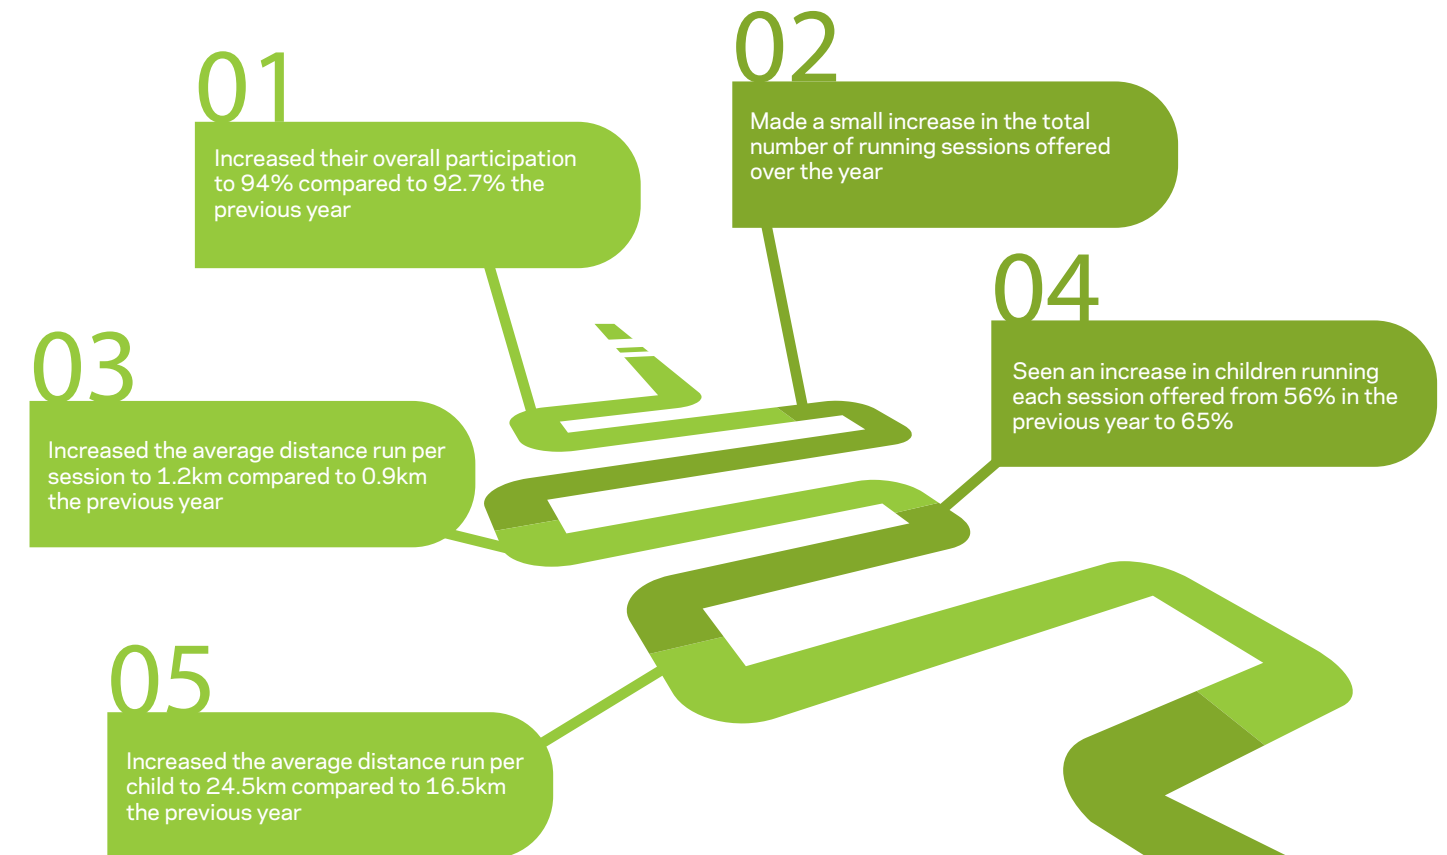 01
Increased their overall participation
to 94% compared to 92.7% the
previous year
02
Made a small increase in the total
number of running sessions offered
over the year
03
Increased the average distance run per
session to 1.2km compared to 0.9km
the previous year
04
Seen an increase in children running
each session offered from 56% in the
previous year to 65%
05
Increased the average distance run per
child to 24.5km compared to 16.5km
the previous year